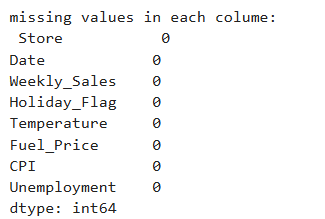 missing values in each colume:
Store 0
Date 0
Weekly_Sales 0
Holiday_Flag 0
Temperature 0
Fuel_Price 0
CPI 0
Unemployment 0
dtype: int64